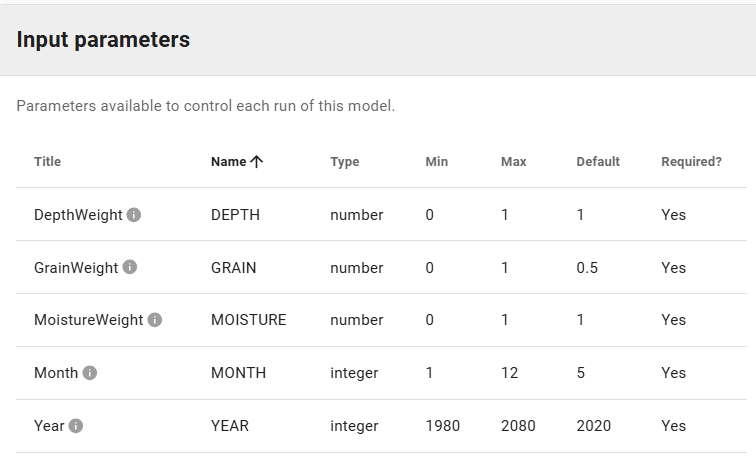 Input parameters
Parameters available to control each run of this model.
Title Name Type Min Max Default Required?
DepthWeight DEPTH number 0 1 1 Yes
GrainWeight GRAIN number 0 1 0.5 Yes
MoistureWeight MOISTURE number 0 1 1 Yes
Month MONTH integer 1 12 5 Yes
Year YEAR integer 1980 2080 2020 Yes